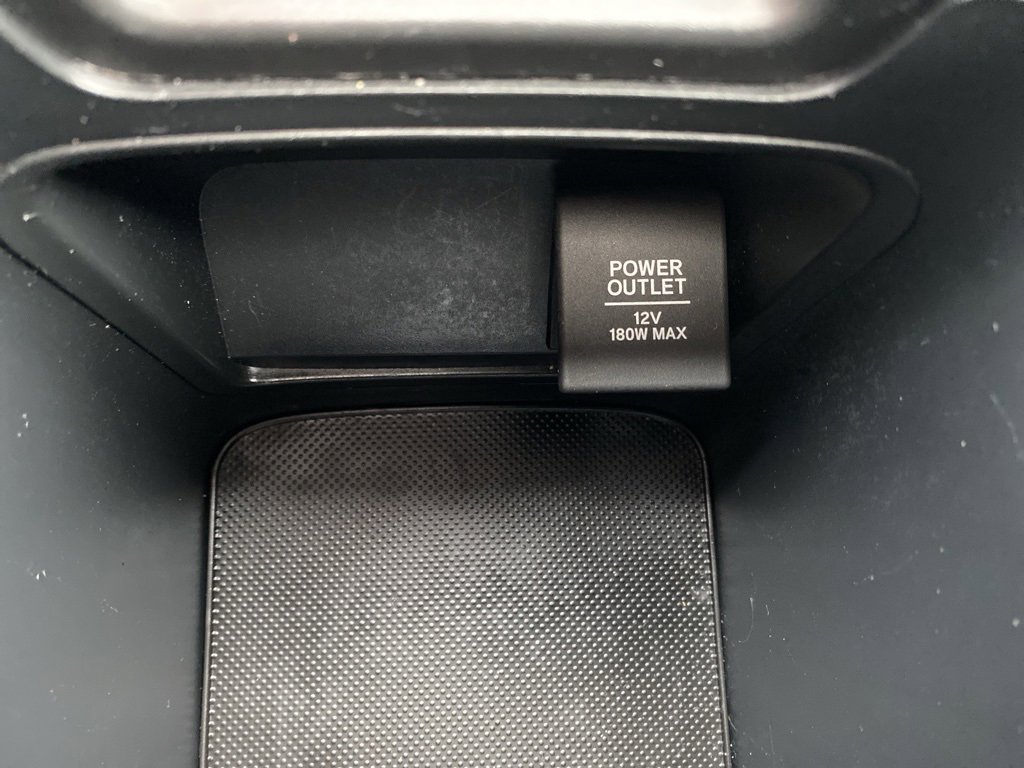 POWER
OUTLET
12V
180W MAX